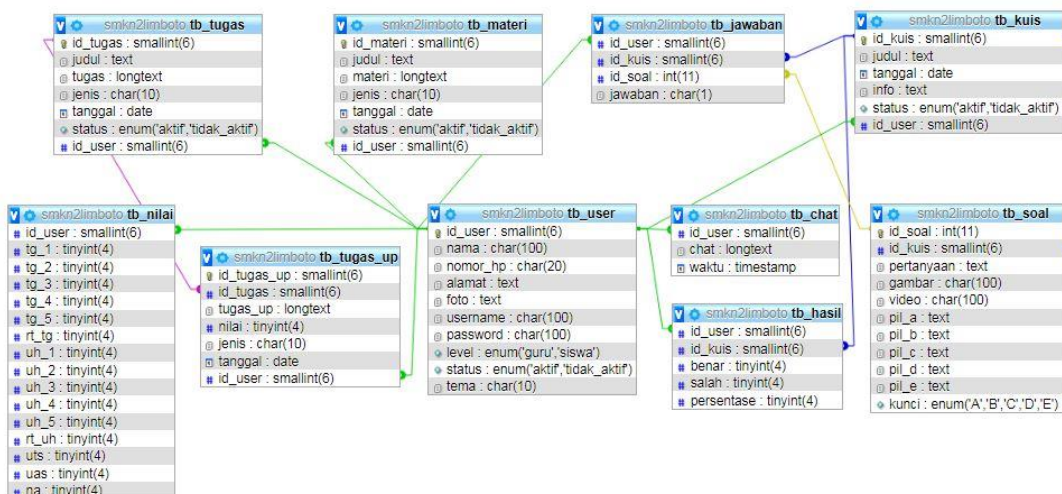 smkn2limboto tb_tugas
id_tugas : smallint(6)
judul : text
tugas : longtext
jenis : char(10)
tanggal : date
status : enum('aktif','tidak_aktif')
id_user : smallint(6)
smkn2limboto tb_materi
id_materi : smallint(6)
judul : text
materi : longtext
jenis : char(10)
tanggal : date
status : enum('aktif','tidak_aktif')
id_user : smallint(6)
smkn2limboto tb_jawaban
id_user : smallint(6)
id_kuis : smallint(6)
id_soal : int(11)
jawaban : char(1)
smkn2limboto tb_kuis
id_kuis : smallint(6)
judul : text
tanggal : date
info : text
status : enum('aktif','tidak_aktif')
id_user : smallint(6)
smkn2limboto tb_nilai
id_user : smallint(6)
tg_1 : tinyint(4)
tg_2 : tinyint(4)
tg_3 : tinyint(4)
tg_4 : tinyint(4)
tg_5 : tinyint(4)
rt_tg : tinyint(4)
uh_1 : tinyint(4)
uh_2 : tinyint(4)
uh_3 : tinyint(4)
uh_4 : tinyint(4)
uh_5 : tinyint(4)
rt_uh : tinyint(4)
uts : tinyint(4)
uas : tinyint(4)
na : tinyint(4)
smkn2limboto tb_tugas_up
id_tugas_up : smallint(6)
id_tugas : smallint(6)
tugas_up : longtext
nilai : tinyint(4)
jenis : char(10)
tanggal : date
id_user : smallint(6)
smkn2limboto tb_user
id_user : smallint(6)
nama : char(100)
nomor_hp : char(20)
alamat : text
foto : text
username : char(100)
password : char(100)
level : enum('guru','siswa')
status : enum('aktif','tidak_aktif')
tema : char(10)
smkn2limboto tb_chat
id_user : smallint(6)
chat : longtext
waktu : timestamp
smkn2limboto tb_hasil
id_user : smallint(6)
id_kuis : smallint(6)
benar : tinyint(4)
salah : tinyint(4)
persentase : tinyint(4)
smkn2limboto tb_soal
id_soal : int(11)
id_kuis : smallint(6)
pertanyaan : text
gambar : char(100)
video : char(100)
pil_a : text
pil_b : text
pil_c : text
pil_d : text
pil_e : text
kunci : enum('A','B','C','D','E')